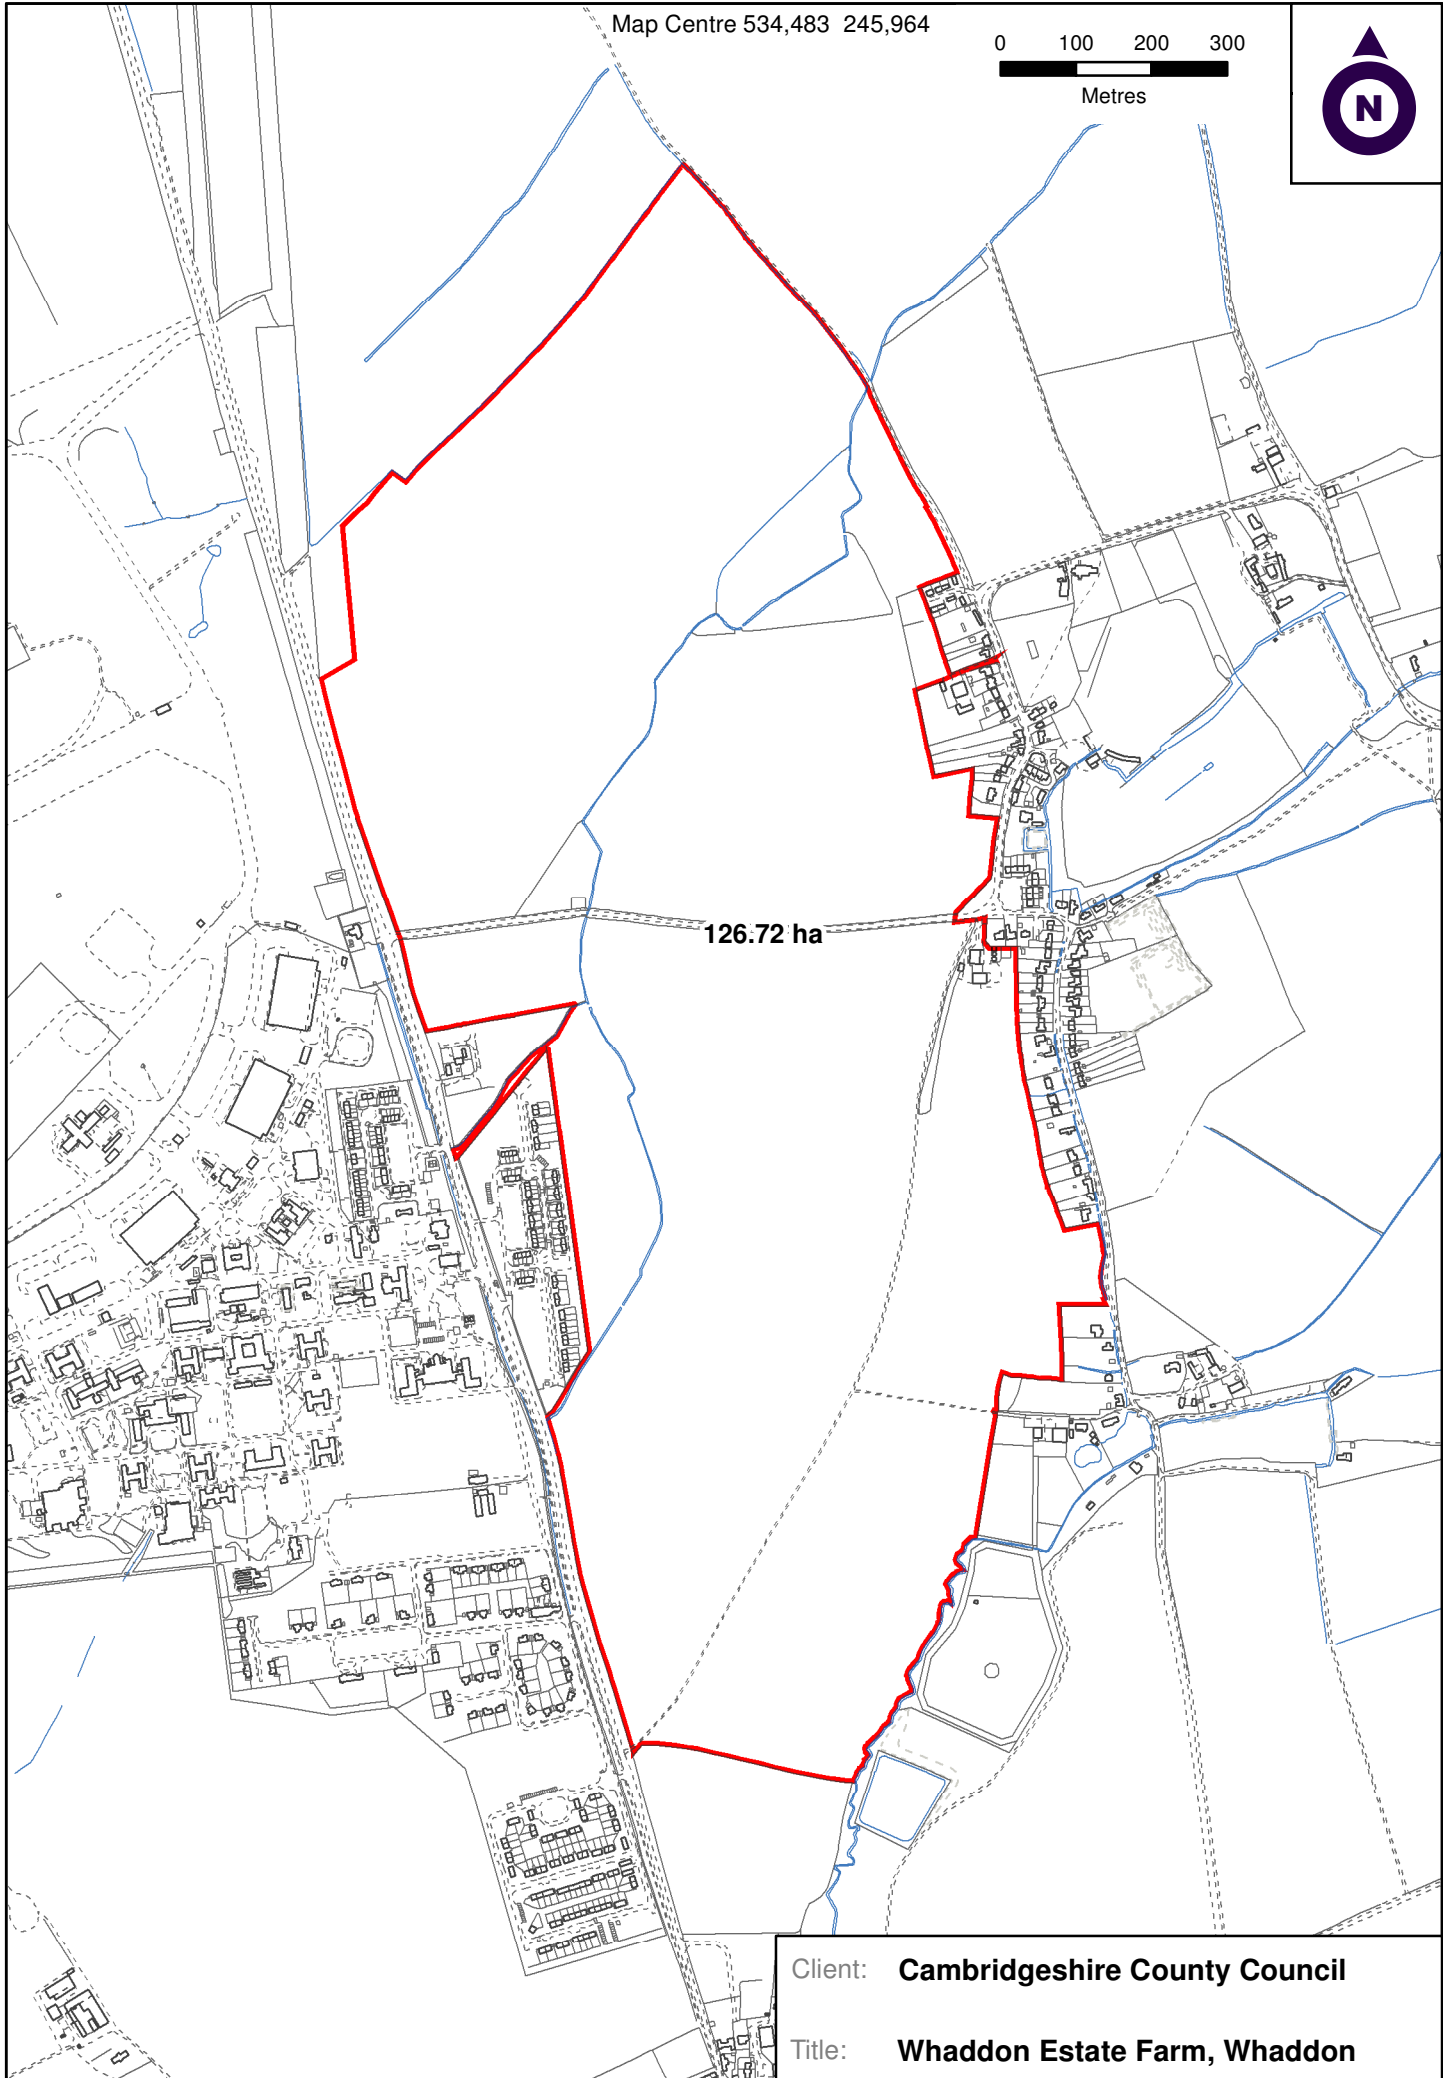 Map Centre 534,483 245,964
0 100 200 300
Metres
N
126.72 ha
Client: Cambridgeshire County Council
Title: Whaddon Estate Farm, Whaddon